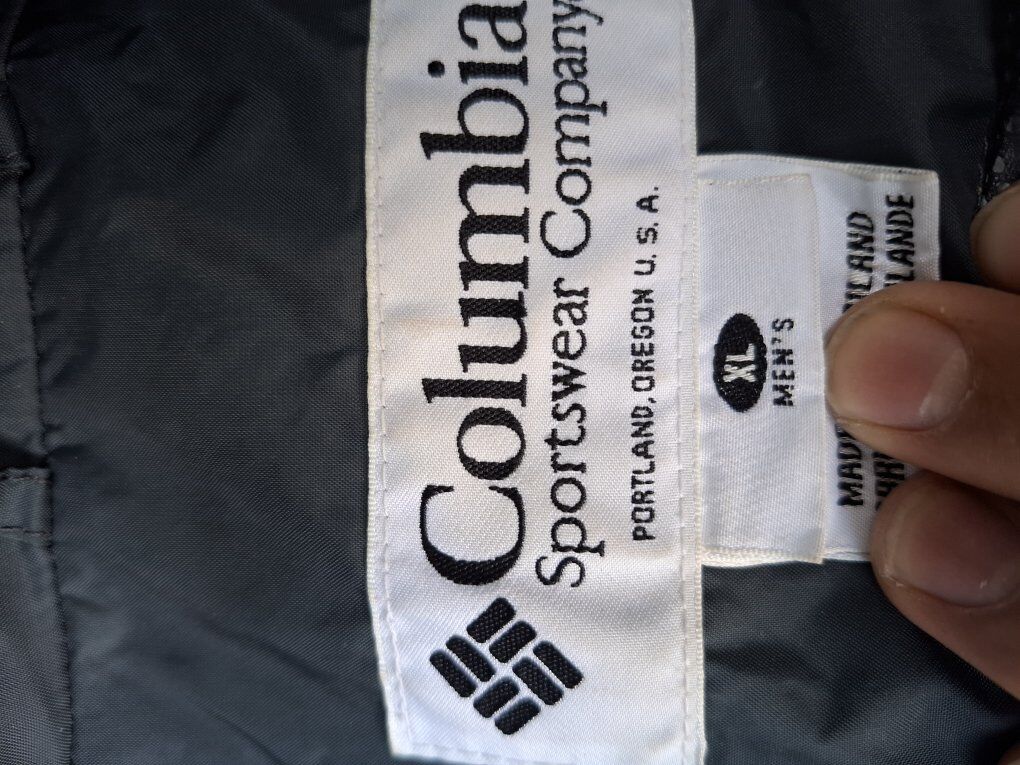 Columbia
Sportswear Company
PORTLAND, OREGON U.S.A.
XL
MEN'S